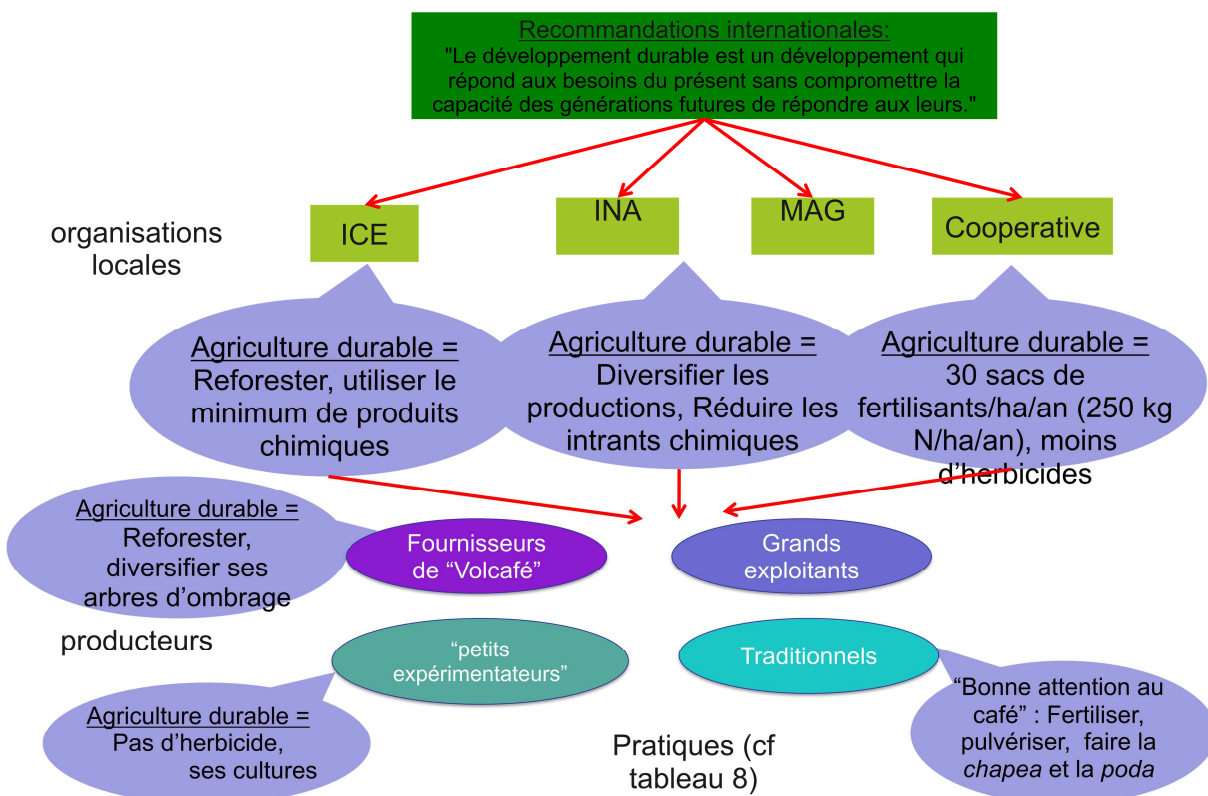 Recommandations internationales:
"Le développement durable est un développement qui
répond aux besoins du présent sans compromettre la
capacité des générations futures de répondre aux leurs."
organisations
locales
ICE
INA
MAG
Cooperative
Agriculture durable =
Reforester, utiliser le
minimum de produits
chimiques
Agriculture durable =
Diversifier les
productions, Réduire les
intrants chimiques
Agriculture durable =
30 sacs de
fertilisants/ha/an (250 kg
N/ha/an), moins
d’herbicides
Agriculture durable =
Reforester,
diversifier ses
arbres d’ombrage
Fournisseurs
de “Volcafé”
Grands
exploitants
producteurs
“petits
expérimentateurs”
Traditionnels
Agriculture durable =
Pas d’herbicide,
ses cultures
“Bonne attention au
café” : Fertiliser,
pulvériser, faire la
chapea et la poda
Pratiques (cf
tableau 8)